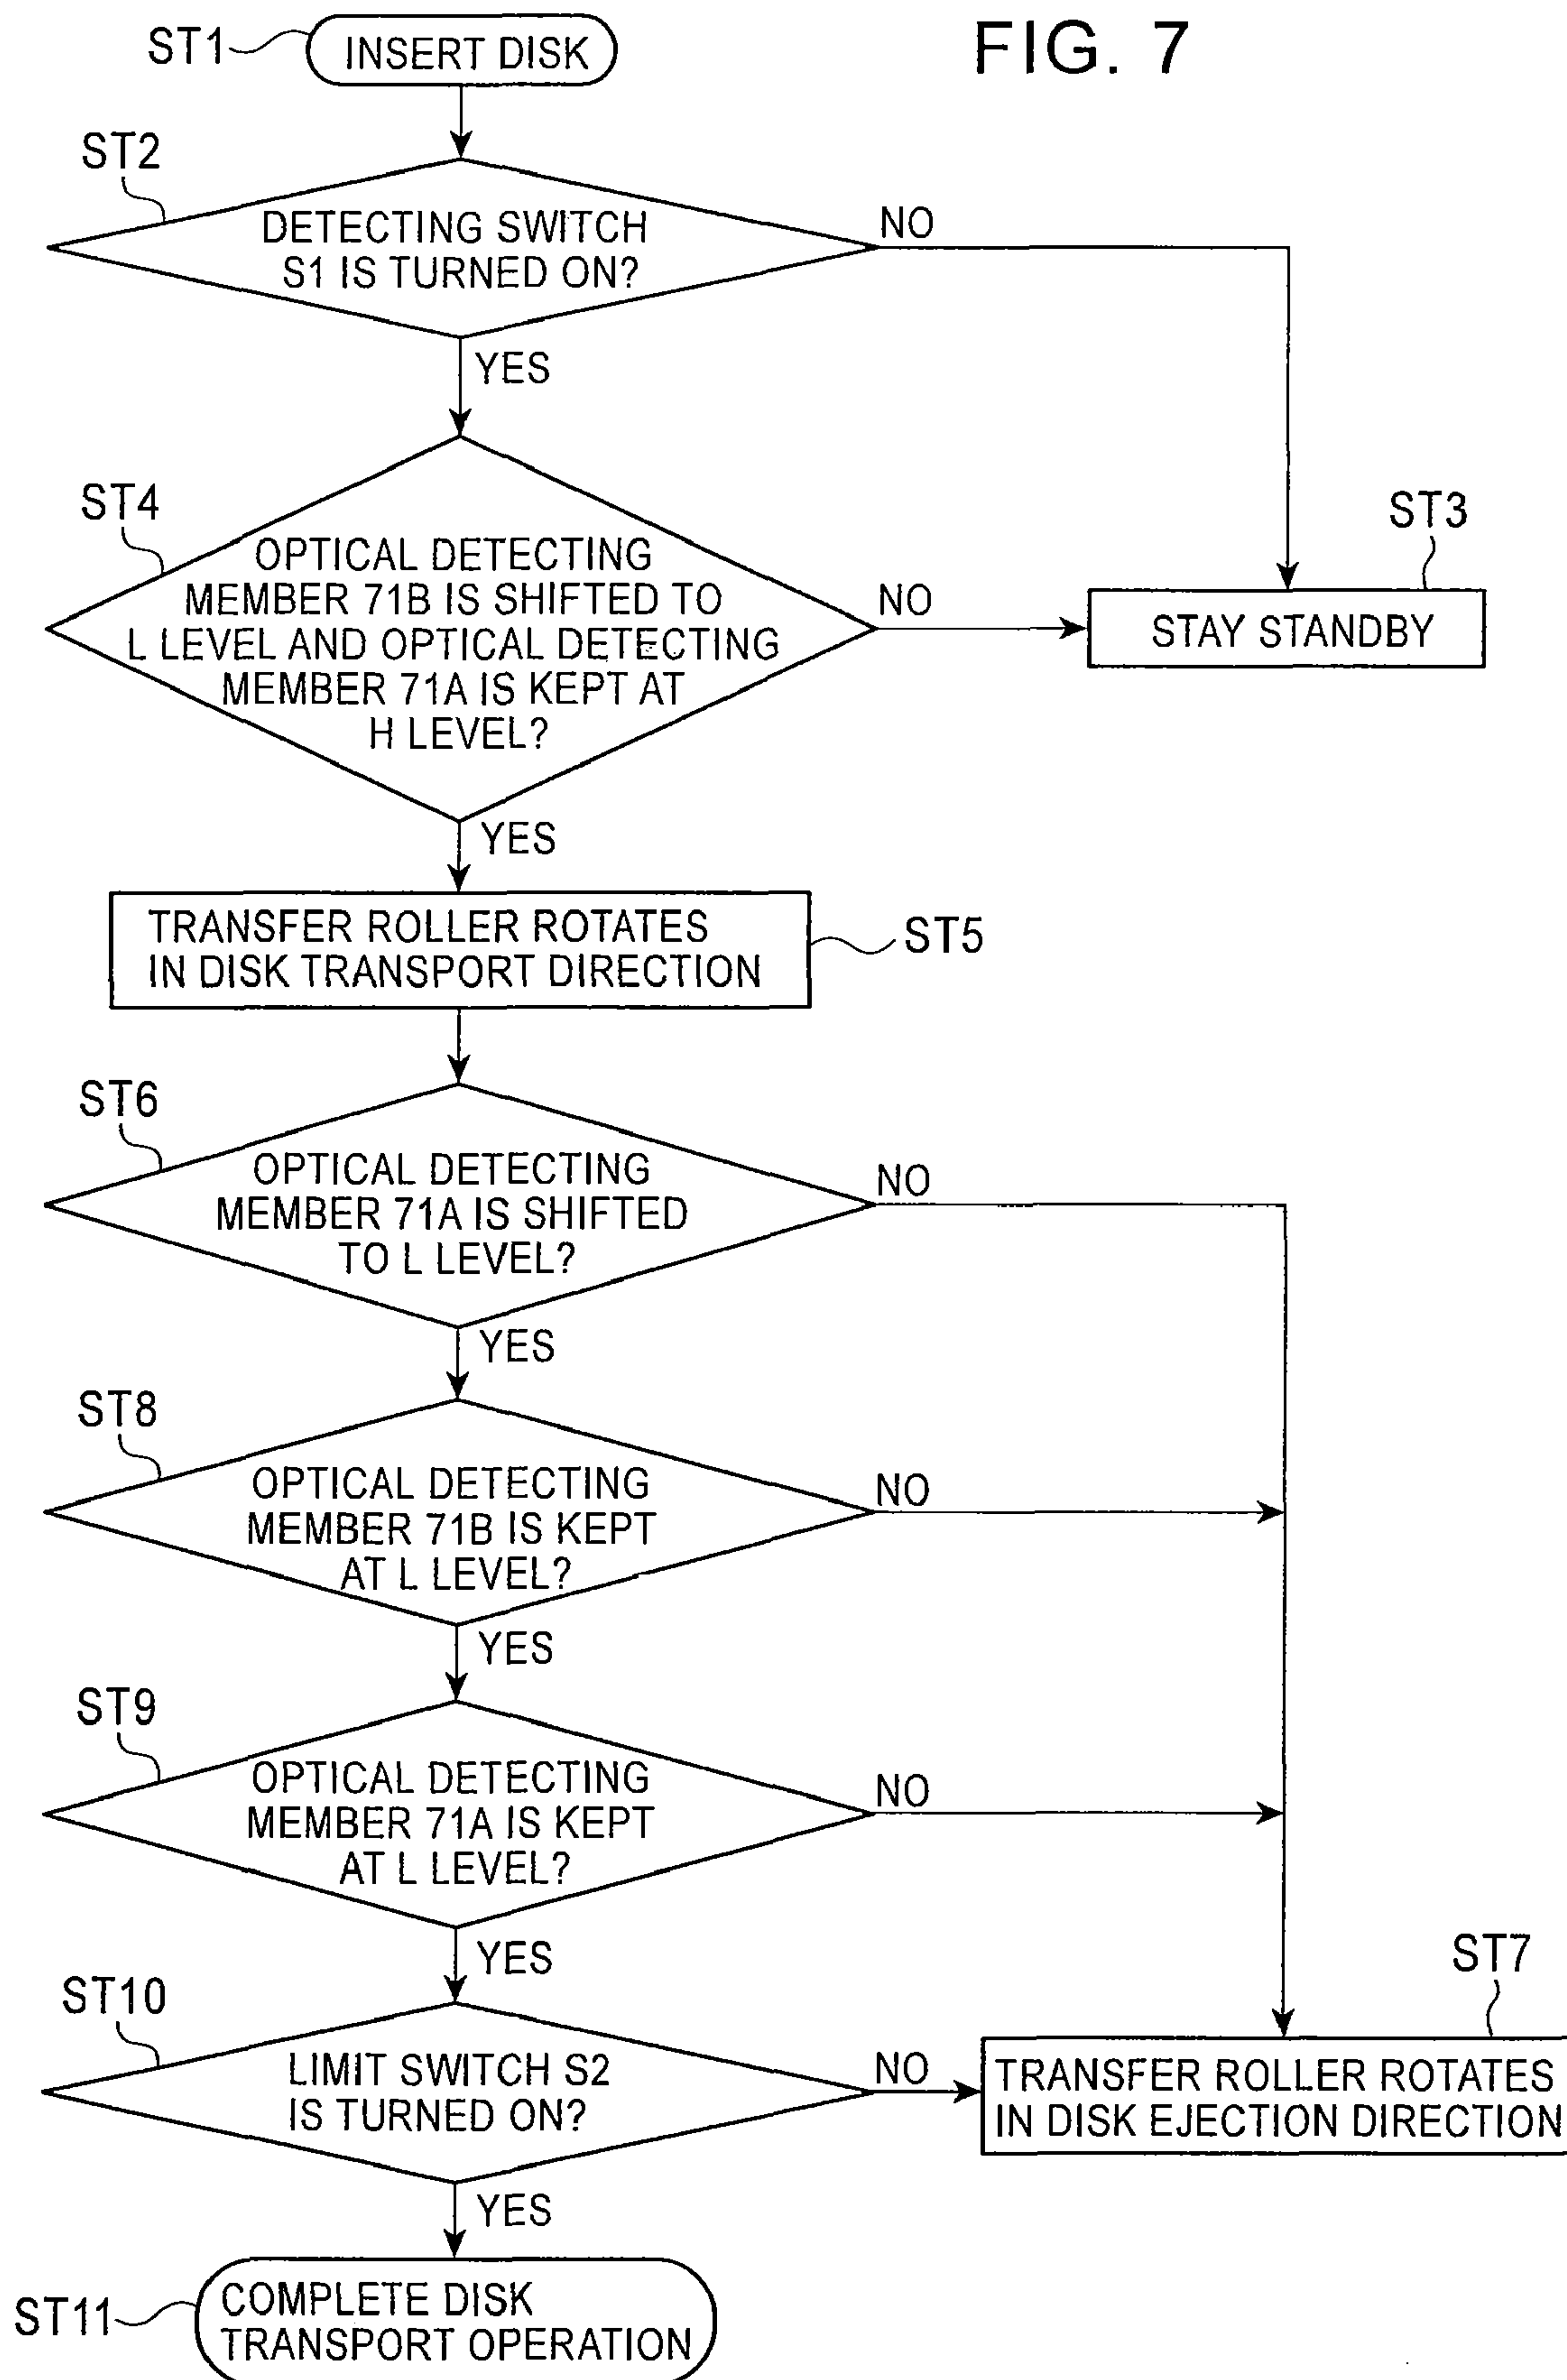 FIG. 7
ST1
INSERT DISK
ST2
DETECTING SWITCH
S1 IS TURNED ON?
NO
YES
ST4
OPTICAL DETECTING
MEMBER 71B IS SHIFTED TO
L LEVEL AND OPTICAL DETECTING
MEMBER 71A IS KEPT AT
H LEVEL?
NO
ST3
STAY STANDBY
YES
TRANSFER ROLLER ROTATES
IN DISK TRANSPORT DIRECTION
ST5
ST6
OPTICAL DETECTING
MEMBER 71A IS SHIFTED
TO L LEVEL?
NO
YES
ST8
OPTICAL DETECTING
MEMBER 71B IS KEPT
AT L LEVEL?
NO
YES
ST9
OPTICAL DETECTING
MEMBER 71A IS KEPT
AT L LEVEL?
NO
YES
ST10
LIMIT SWITCH S2
IS TURNED ON?
NO
ST7
TRANSFER ROLLER ROTATES
IN DISK EJECTION DIRECTION
YES
ST11
COMPLETE DISK
TRANSPORT OPERATION